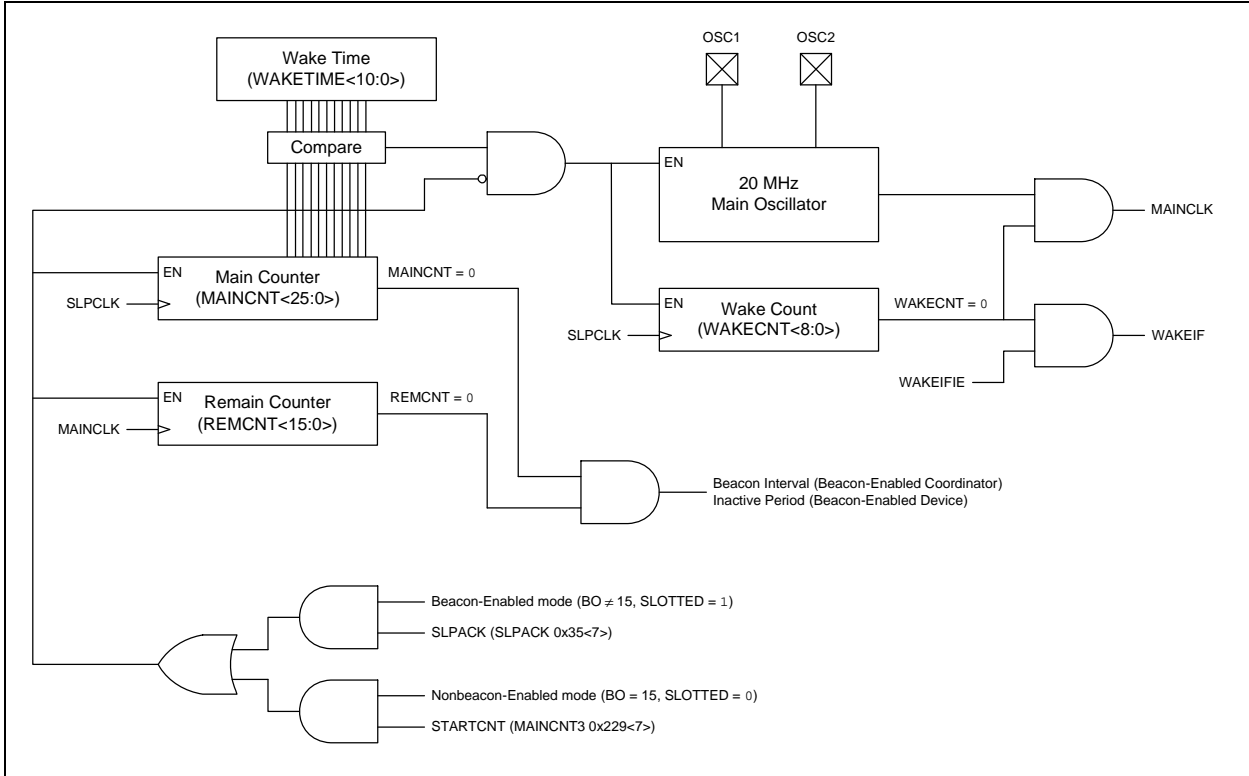 OSC1
OSC2
Wake Time
(WAKETIME<10:0>)
Compare
EN
20 MHz
Main Oscillator
MAINCLK
EN
Main Counter
(MAINCNT<25:0>)
SLPCLK
MAINCNT = 0
EN
Wake Count
(WAKECNT<8:0>)
SLPCLK
WAKECNT = 0
WAKEIF
WAKEIFIE
EN
Remain Counter
(REMCNT<15:0>)
MAINCLK
REMCNT = 0
Beacon Interval (Beacon-Enabled Coordinator)
Inactive Period (Beacon-Enabled Device)
Beacon-Enabled mode (BO ≠ 15, SLOTTED = 1)
SLPACK (SLPACK 0x35<7>)
Nonbeacon-Enabled mode (BO = 15, SLOTTED = 0)
STARTCNT (MAINCNT3 0x229<7>)